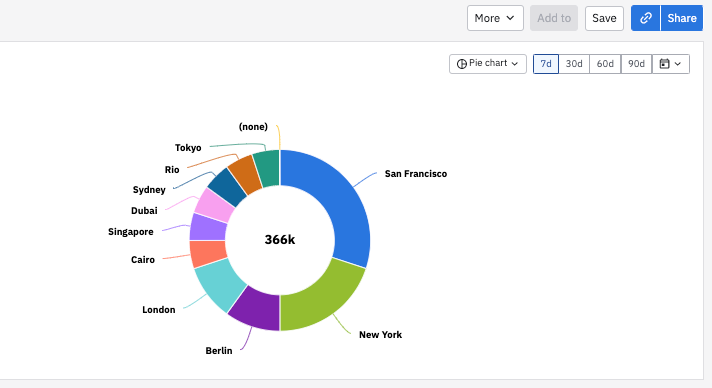 More
Add to
Save
Share
Pie chart
7d
30d
60d
90d
(none)
Tokyo
Rio
San Francisco
Sydney
Dubai
Singapore
366k
Cairo
London
New York
Berlin